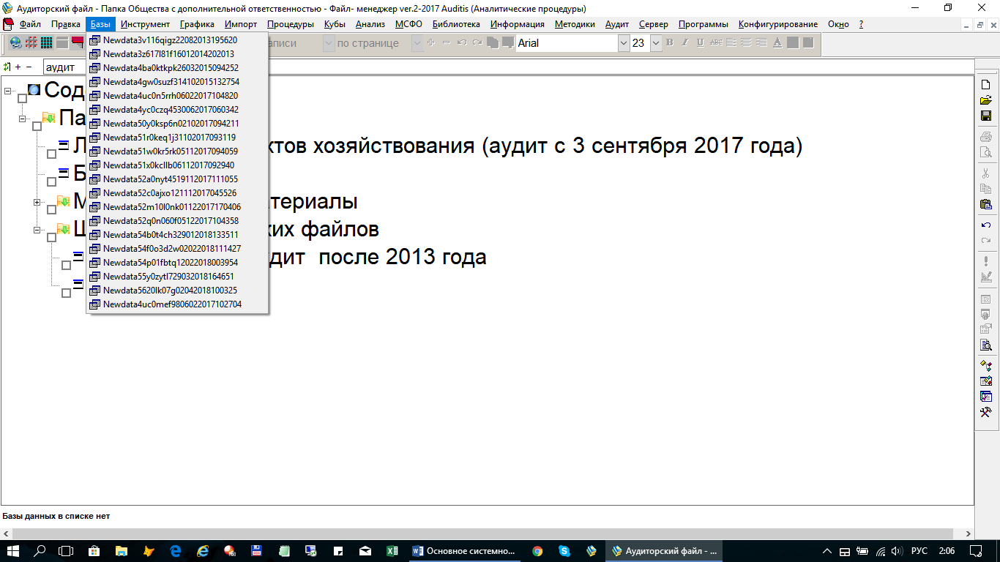 Аудиторский файл - Папка Общества с дополнительной ответственностью - Файл- менеджер ver.2-2017 Auditis (Аналитические процедуры)
Файл Правка Базы Инструмент Графика Импорт Процедуры Кубы Анализ МСФО Библиотека Информация Методики Аудит Сервер Программы Конфигурирование Окно ?
аписи по странице Arial 23 B I U ABC A
+ − аудит
Newdata3v116qigz22082013195620
Newdata3z617l81f16012014202013
Newdata4ba0ktkpk26032015094252
Newdata4gw0suzf314102015132754
Newdata4uc0n5rrh06022017104820
Newdata4yc0czq4530062017060342
Newdata50y0ksp6n02102017094211
Newdata51r0keq1j31102017093119
Newdata51w0kr5rk05112017094059
Newdata51x0kcllb06112017092940
Newdata52a0nyt4519112017111055
Newdata52c0ajxo121112017045526
Newdata52m10l0nk01122017170406
Newdata52q0n060f05122017104358
Newdata54b0t4ch329012018133511
Newdata54f0o3d2w02022018111427
Newdata54p01fbtq12022018003954
Newdata55y0zytl729032018164651
Newdata5620lk07g02042018100325
Newdata4uc0mef9806022017102704
Сод
Па
Л ктов хозяйствования (аудит с 3 сентября 2017 года)
Б
М териалы
Ш ких файлов
дит после 2013 года
Базы данных в списке нет
Основное системно... Аудиторский файл - ... РУС 2:06